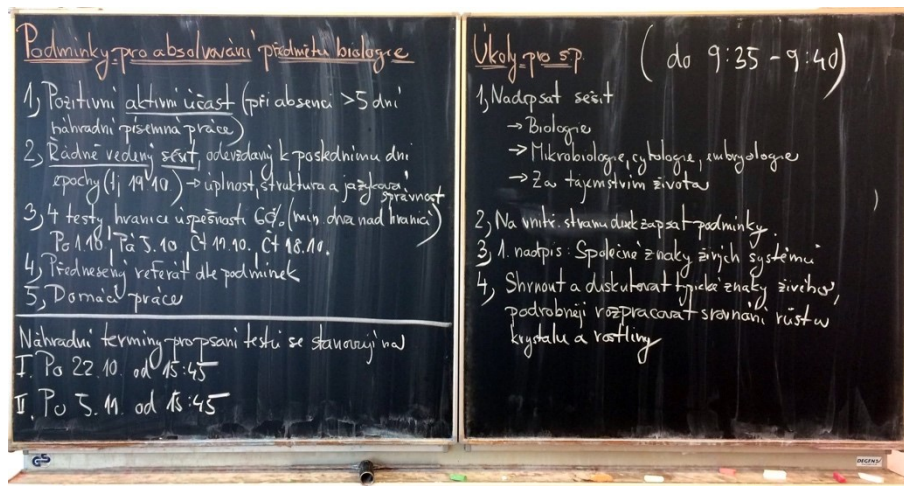 Podmínky pro absolvování předmětu biologie
1, Pozitivní aktivní účast (při absenci >5 dní
náhradní písemná práce)
2, Řádně vedený sešit, odevzdaný k poslednímu dni
epochy (tj 19.10.) → úplnost, struktura a jazyková
správnost
3, 4 testy hranice úspěšnosti 60% (min. dva nad hranicí)
Po 1.10. Pá 5.10. Čt 11.10. Čt 18.10.
4, Přednesený referát dle podmínek
5, Domácí práce
Náhradní termíny pro psaní testů se stanovují na
I. Po 22.10. od 15:45
II. Po 5.11. od 15:45
Úkoly pro s.p.
(do 9:35 - 9:40)
1, Nadepsat sešit
→ Biologie
→ Mikrobiologie, cytologie, embryologie
→ Za tajemstvím života
2, Na vnitř. stranu desk zapsat podmínky.
3, 1. nadpis: Společné znaky živých systémů
4, Shrnout a diskutovat typické znaky živého,
podrobněji rozpracovat srovnání růstu
krystalu a rostliny
GS